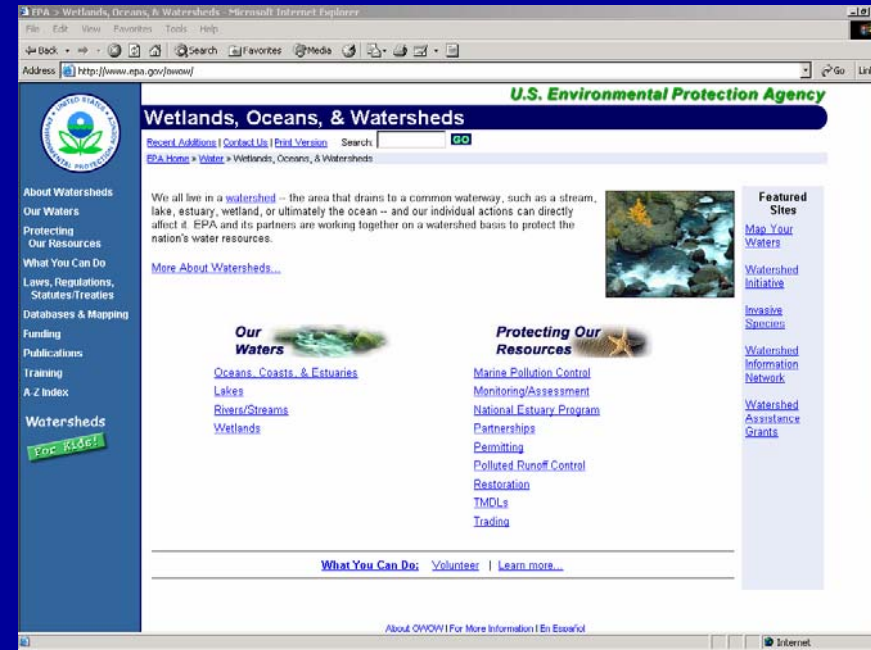 EPA > Wetlands, Oceans, & Watersheds - Microsoft Internet Explorer
File Edit View Favorites Tools Help
Back Search Favorites Media
Address http://www.epa.gov/owow/ Go Lin
U.S. Environmental Protection Agency
Wetlands, Oceans, & Watersheds
Recent Additions | Contact Us | Print Version Search: GO
EPA Home > Water > Wetlands, Oceans, & Watersheds
UNITED STATES
About Watersheds
Our Waters
Protecting
Our Resources
What You Can Do
Laws, Regulations,
Statutes/Treaties
Databases & Mapping
Funding
Publications
Training
A-Z Index
Watersheds
For Kids!
We all live in a watershed -- the area that drains to a common waterway, such as a stream,
lake, estuary, wetland, or ultimately the ocean -- and our individual actions can directly
affect it. EPA and its partners are working together on a watershed basis to protect the
nation's water resources.
More About Watersheds...
Our
Waters
Oceans, Coasts, & Estuaries
Lakes
Rivers/Streams
Wetlands
Protecting Our
Resources
Marine Pollution Control
Monitoring/Assessment
National Estuary Program
Partnerships
Permitting
Polluted Runoff Control
Restoration
TMDLs
Trading
Featured
Sites
Map Your
Waters
Watershed
Initiative
Invasive
Species
Watershed
Information
Network
Watershed
Assistance
Grants
What You Can Do: Volunteer | Learn more...
About OWOW | For More Information | En Español
Internet